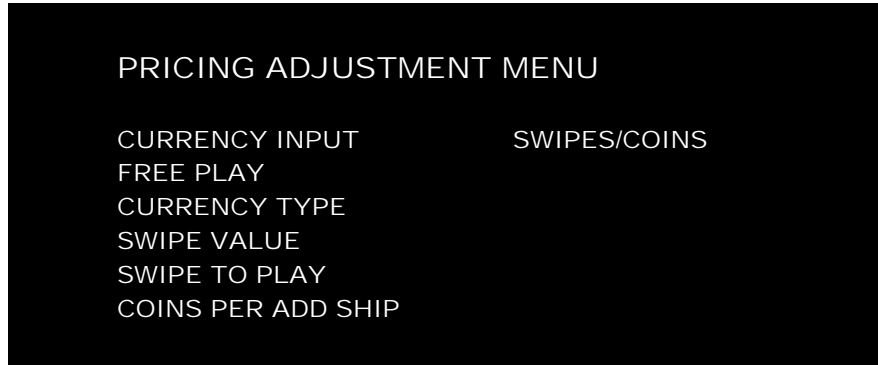 PRICING ADJUSTMENT MENU
CURRENCY INPUT SWIPES/COINS
FREE PLAY
CURRENCY TYPE
SWIPE VALUE
SWIPE TO PLAY
COINS PER ADD SHIP